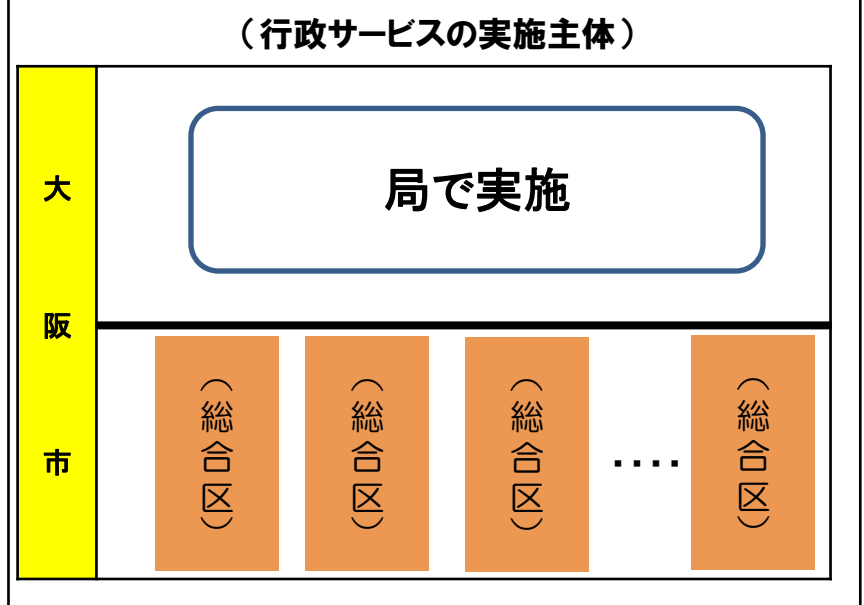 （行政サービスの実施主体）
大阪市
局で実施
（総合区）
（総合区）
（総合区）
‥‥
（総合区）